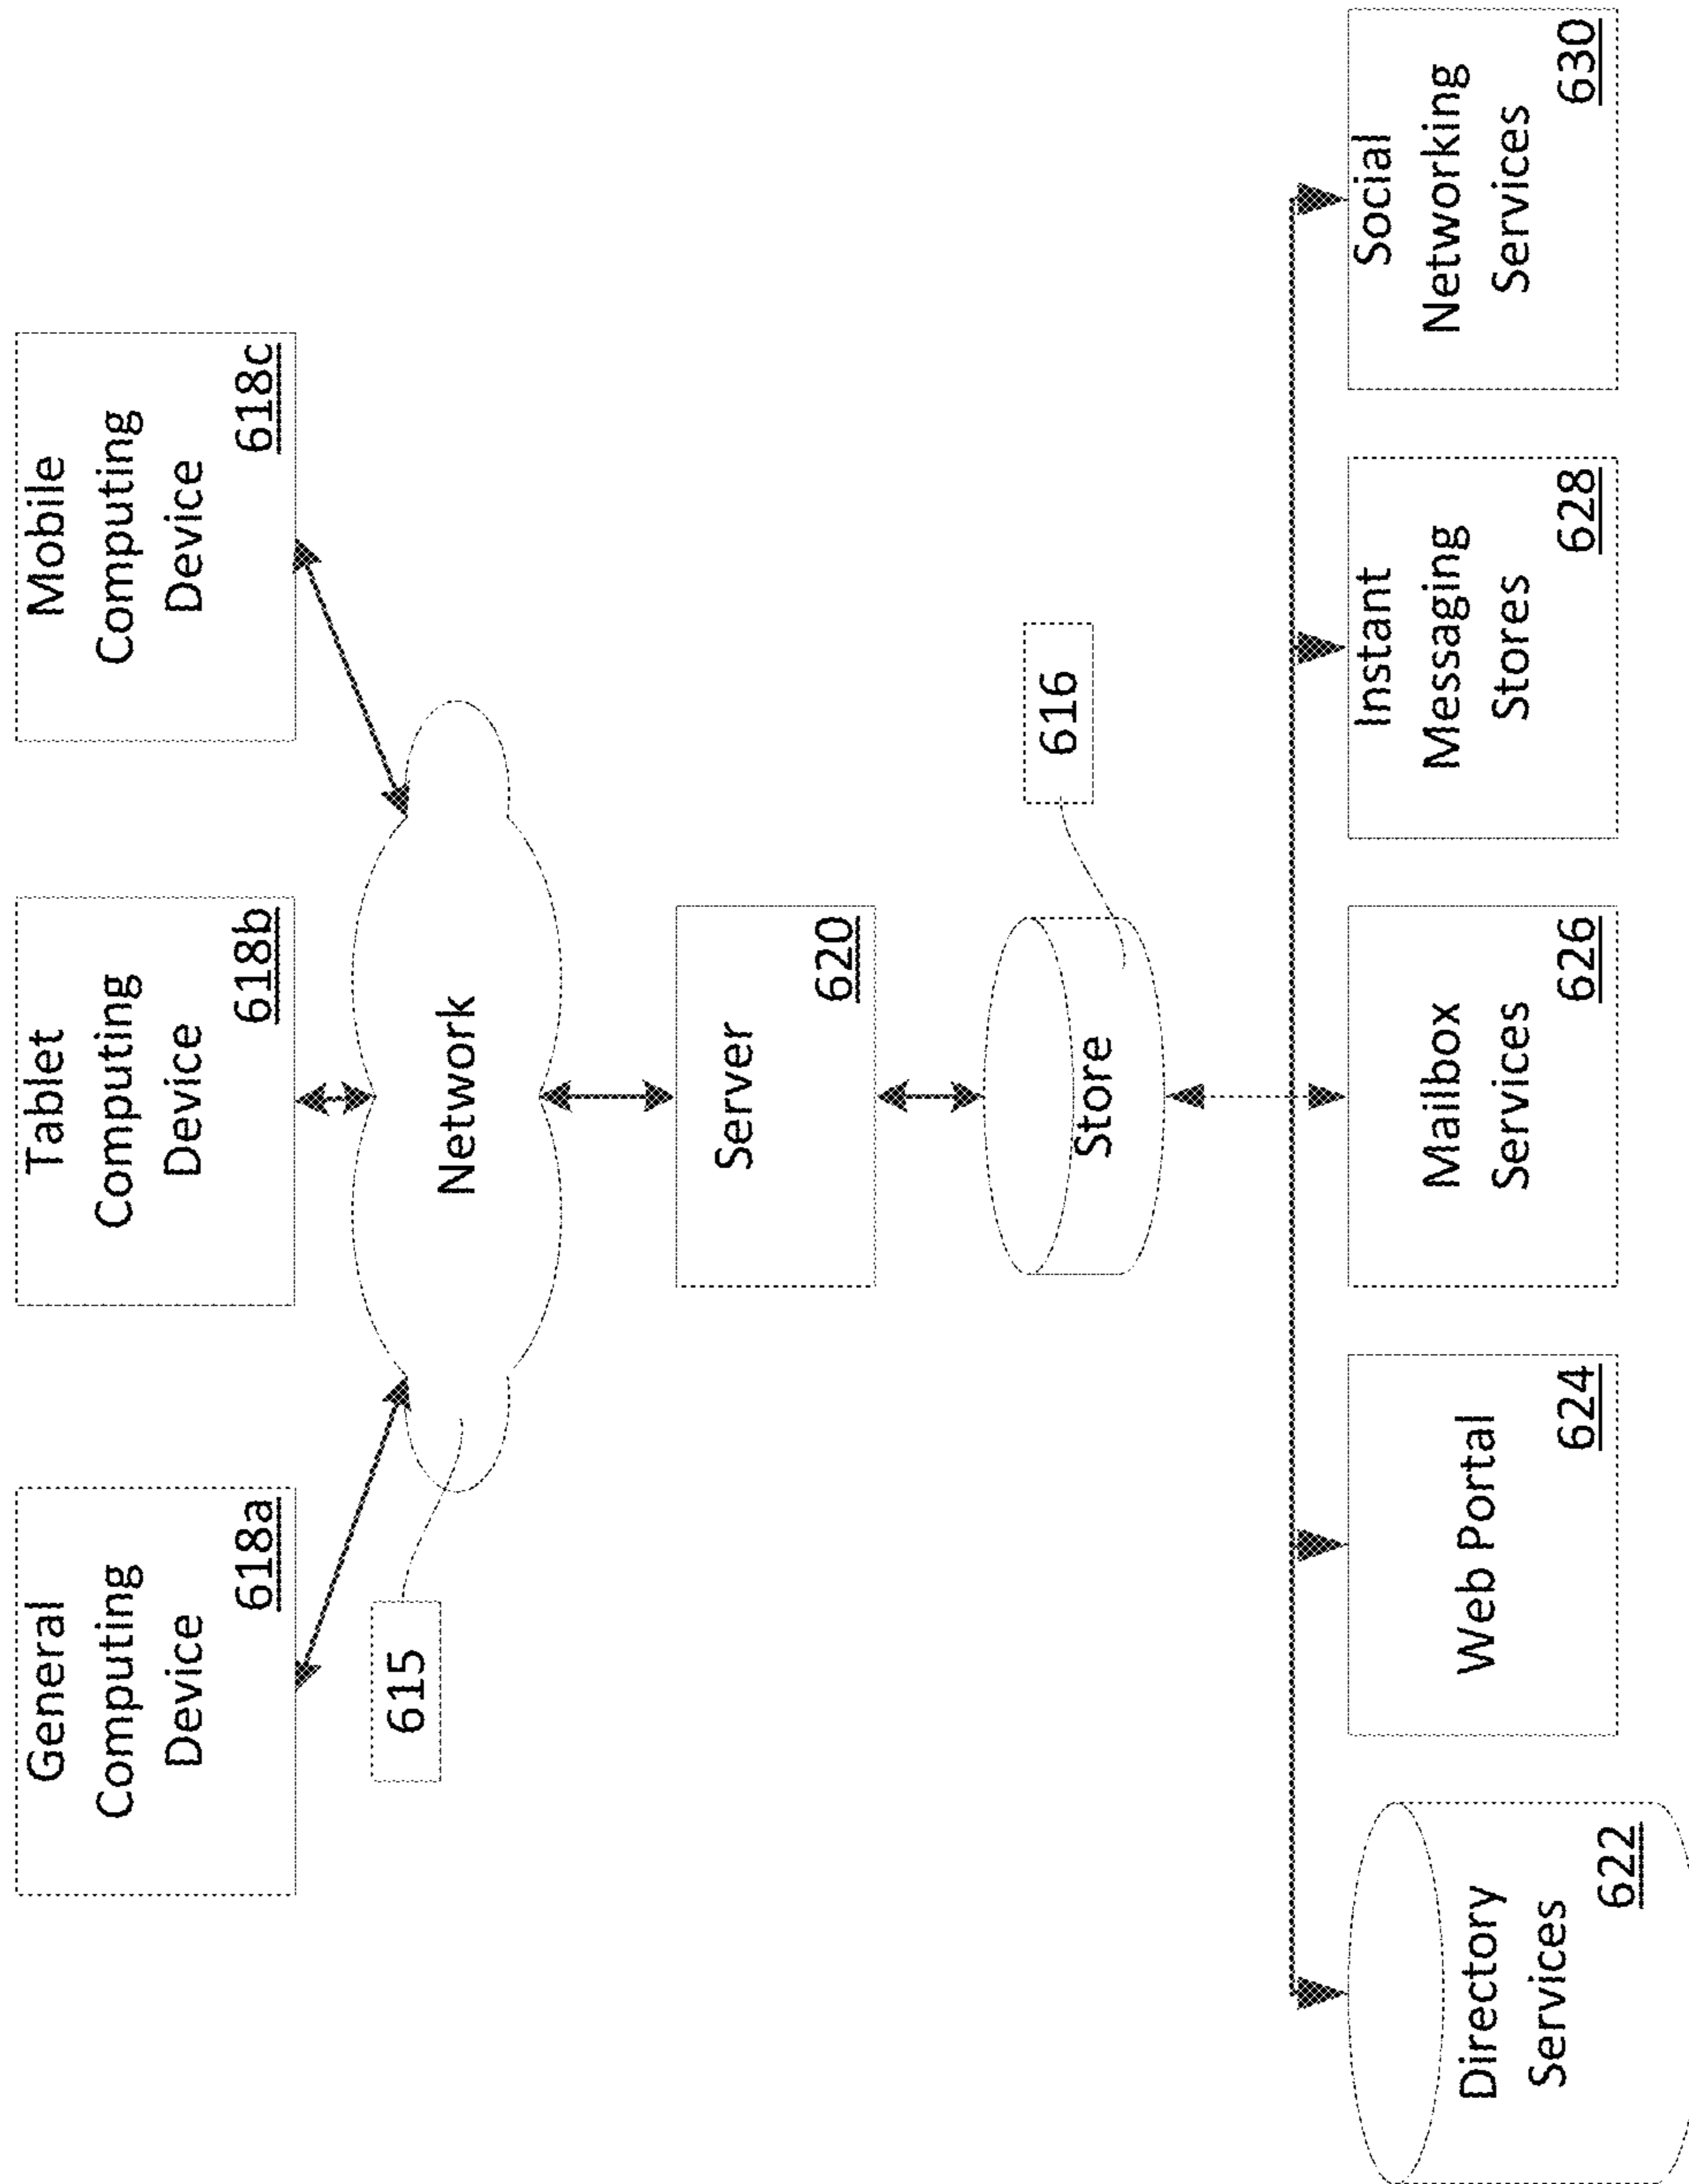 General
Computing
Device
618a
Tablet
Computing
Device
618b
Mobile
Computing
Device
618c
615
Network
Server
620
Store
616
Directory
Services
622
Web Portal
624
Mailbox
Services
626
Instant
Messaging
Stores
628
Social
Networking
Services
630